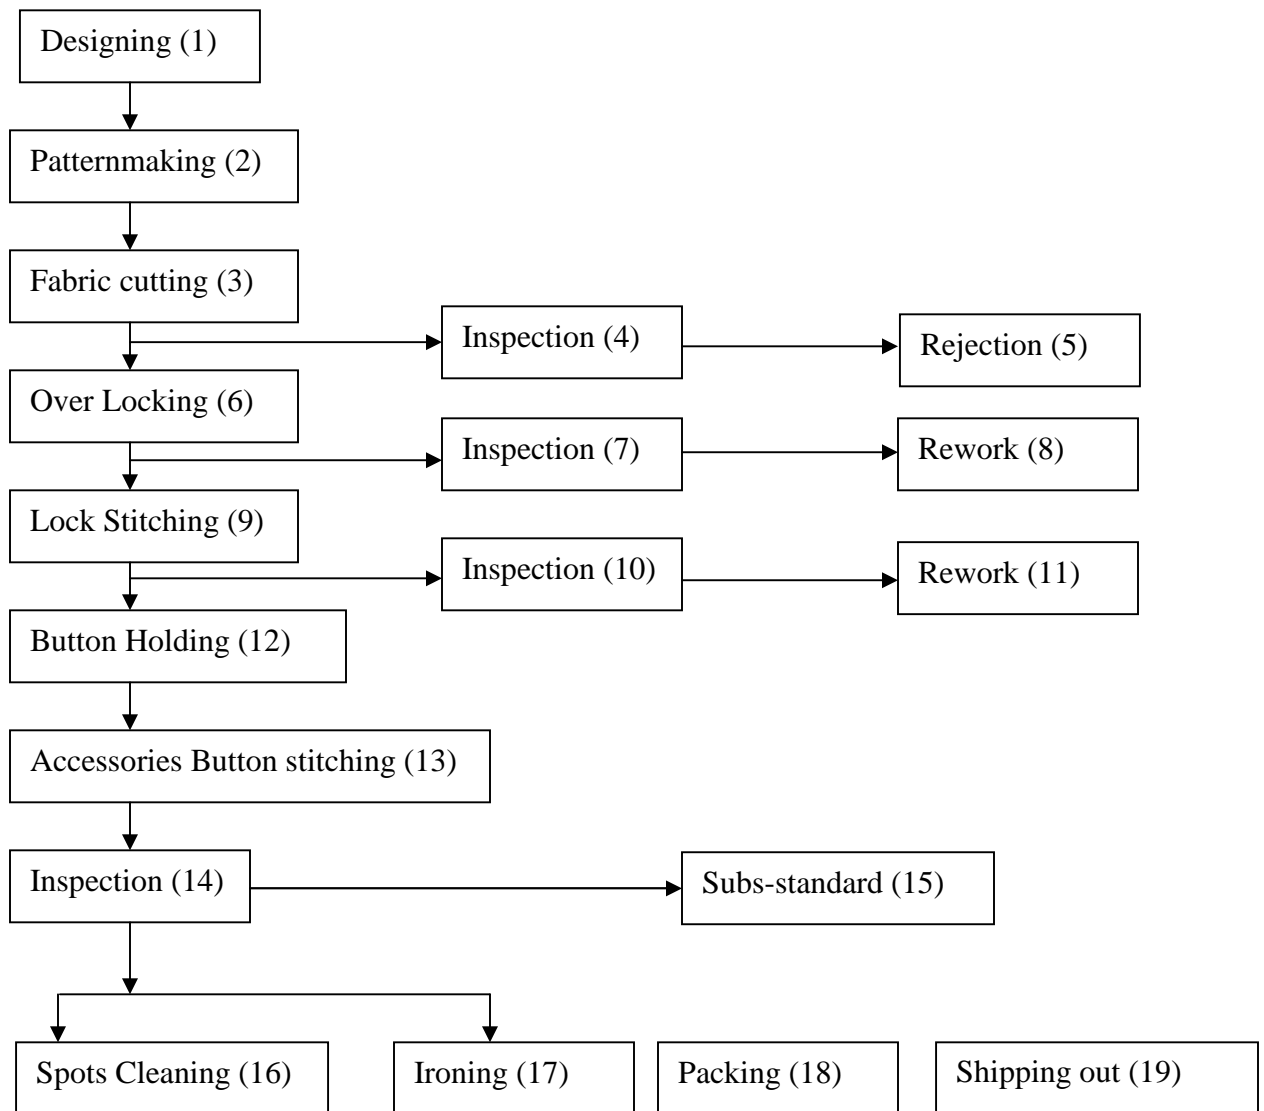 Designing (1)
Patternmaking (2)
Fabric cutting (3)
Inspection (4)
Rejection (5)
Over Locking (6)
Inspection (7)
Rework (8)
Lock Stitching (9)
Inspection (10)
Rework (11)
Button Holding (12)
Accessories Button stitching (13)
Inspection (14)
Subs-standard (15)
Spots Cleaning (16)
Ironing (17)
Packing (18)
Shipping out (19)